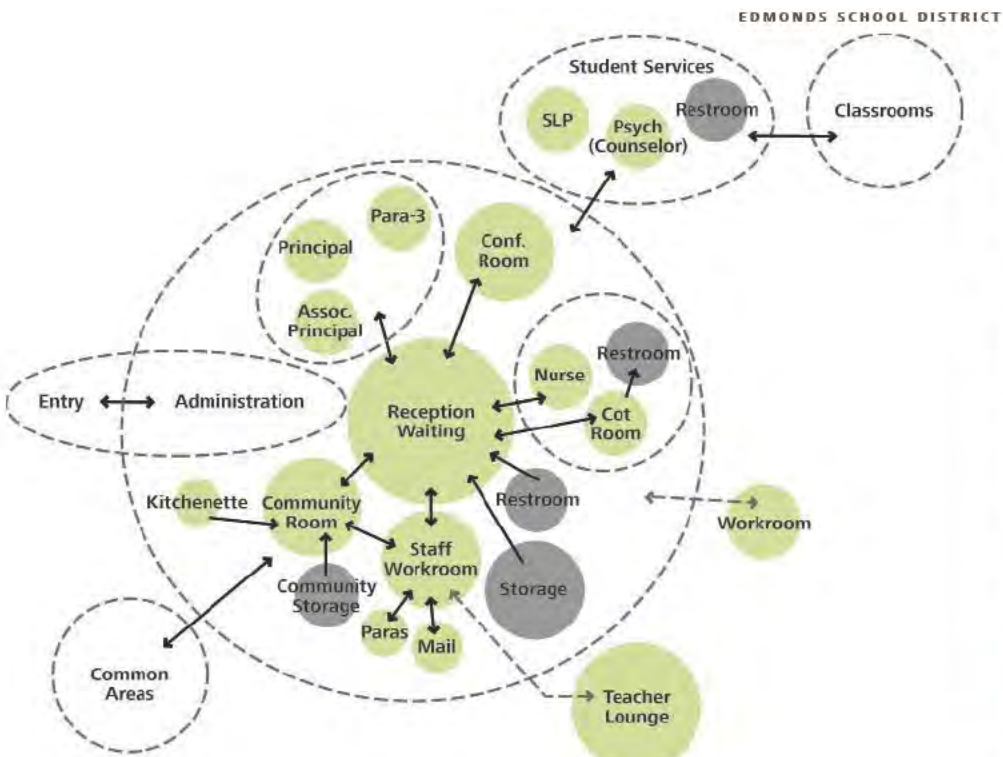 EDMONDS SCHOOL DISTRICT
Student Services
SLP
Psych
(Counselor)
Restroom
Classrooms
Para-3
Principal
Assoc.
Principal
Conf.
Room
Restroom
Nurse
Cot
Room
Entry
Administration
Reception
Waiting
Kitchenette
Community
Room
Restroom
Workroom
Staff
Workroom
Community
Storage
Storage
Paras
Mail
Common
Areas
Teacher
Lounge